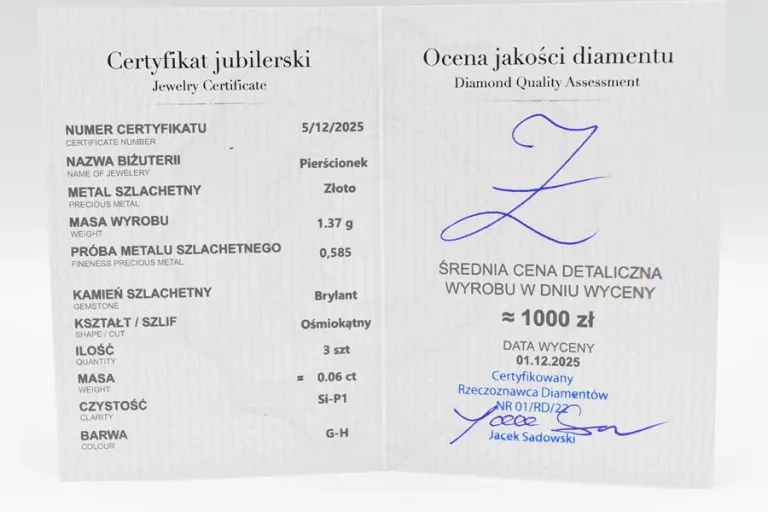 Certyfikat jubilerski
Jewelry Certificate
NUMER CERTYFIKATU 5/12/2025
CERTIFICATE NUMBER
NAZWA BIŻUTERII Pierścionek
NAME OF JEWELERY
METAL SZLACHETNY Złoto
PRECIOUS METAL
MASA WYROBU 1.37 g
WEIGHT
PRÓBA METALU SZLACHETNEGO 0,585
FINENESS PRECIOUS METAL
KAMIEŃ SZLACHETNY Brylant
GEMSTONE
KSZTAŁT / SZLIF Ośmiokątny
SHAPE / CUT
ILOŚĆ 3 szt
QUANTITY
MASA ≈ 0.06 ct
WEIGHT
CZYSTOŚĆ Si-P1
CLARITY
BARWA G-H
COLOUR
Ocena jakości diamentu
Diamond Quality Assessment
ŚREDNIA CENA DETALICZNA
WYROBU W DNIU WYCENY
≈ 1000 zł
DATA WYCENY
01.12.2025
Certyfikowany
Rzeczoznawca Diamentów
NR 01/RD/22
Jacek Sadowski